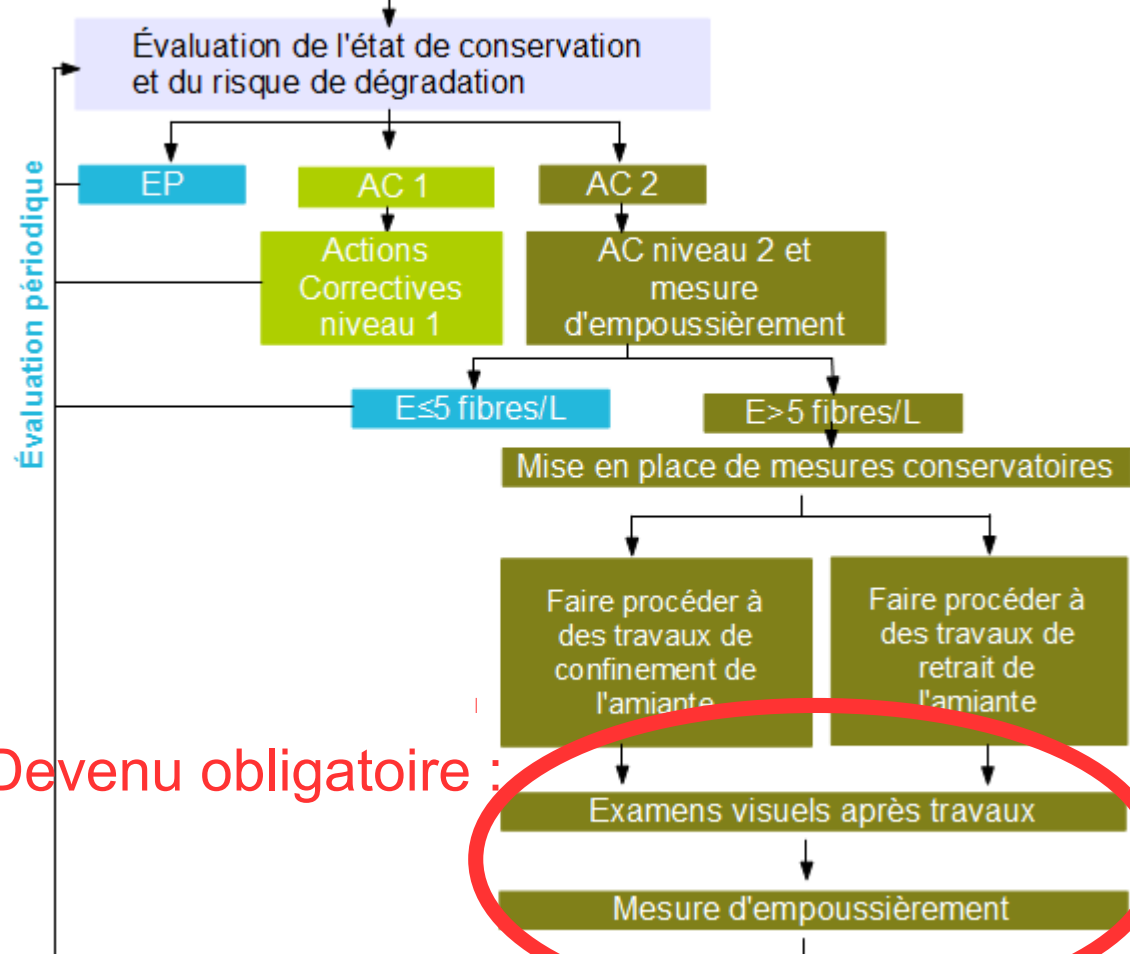 Évaluation de l'état de conservation
et du risque de dégradation
Évaluation périodique
EP
AC 1
AC 2
Actions
Correctives
niveau 1
AC niveau 2 et
mesure
d'empoussièrement
E≤5 fibres/L
E>5 fibres/L
Mise en place de mesures conservatoires
Faire procéder à
des travaux de
confinement de
l'amiante
Faire procéder à
des travaux de
retrait de
l'amiante
Devenu obligatoire :
Examens visuels après travaux
Mesure d'empoussièrement